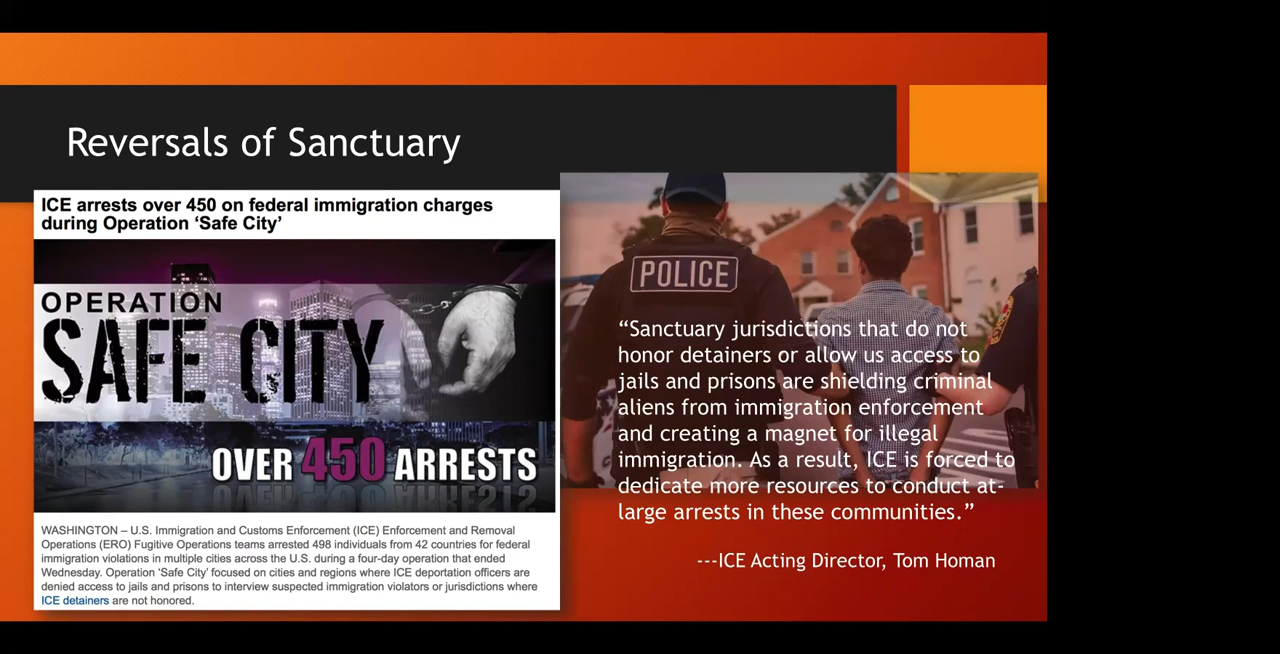 Reversals of Sanctuary
ICE arrests over 450 on federal immigration charges
during Operation ‘Safe City’
OPERATION
SAFE CITY
OVER 450 ARRESTS
WASHINGTON – U.S. Immigration and Customs Enforcement (ICE) Enforcement and Removal
Operations (ERO) Fugitive Operations teams arrested 498 individuals from 42 countries for federal
immigration violations in multiple cities across the U.S. during a four-day operation that ended
Wednesday. Operation ‘Safe City’ focused on cities and regions where ICE deportation officers are
denied access to jails and prisons to interview suspected immigration violators or jurisdictions where
ICE detainers are not honored.
POLICE
“Sanctuary jurisdictions that do not
honor detainers or allow us access to
jails and prisons are shielding criminal
aliens from immigration enforcement
and creating a magnet for illegal
immigration. As a result, ICE is forced to
dedicate more resources to conduct at-
large arrests in these communities.”
---ICE Acting Director, Tom Homan